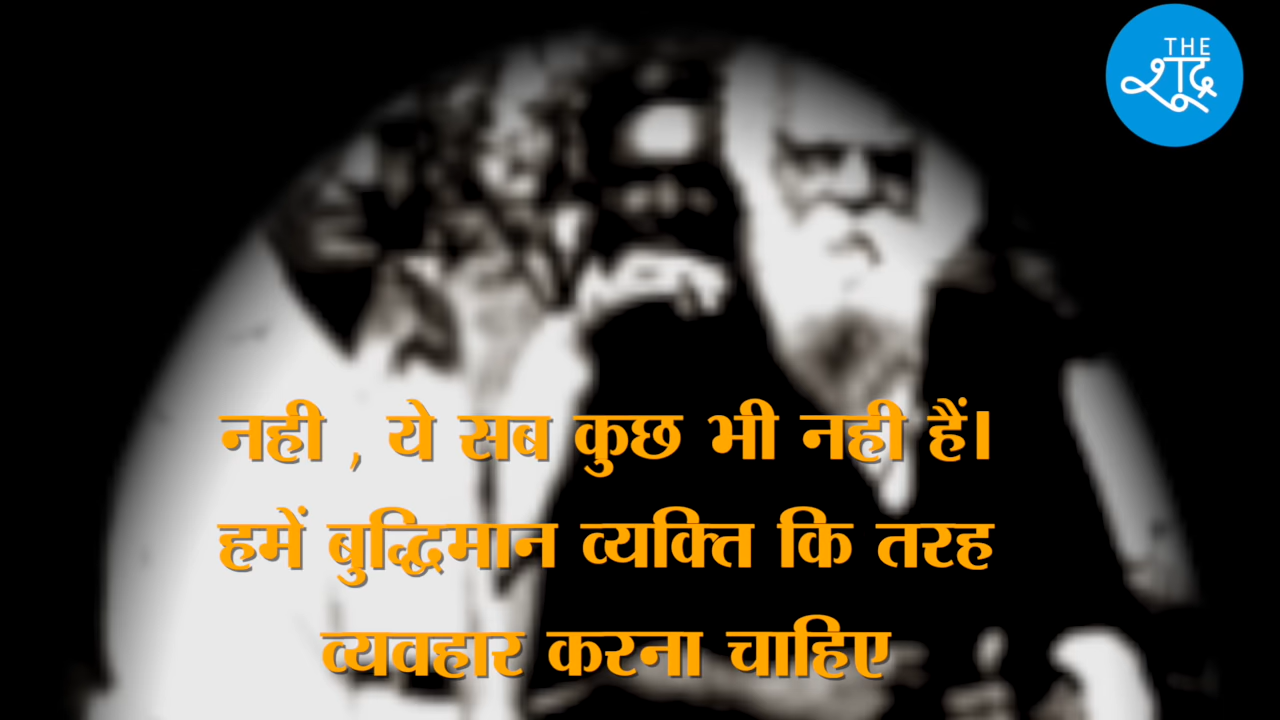 THE
शूद्र
नही , ये सब कुछ भी नही हैं।
हमें बुद्धिमान व्यक्ति कि तरह
व्यवहार करना चाहिए